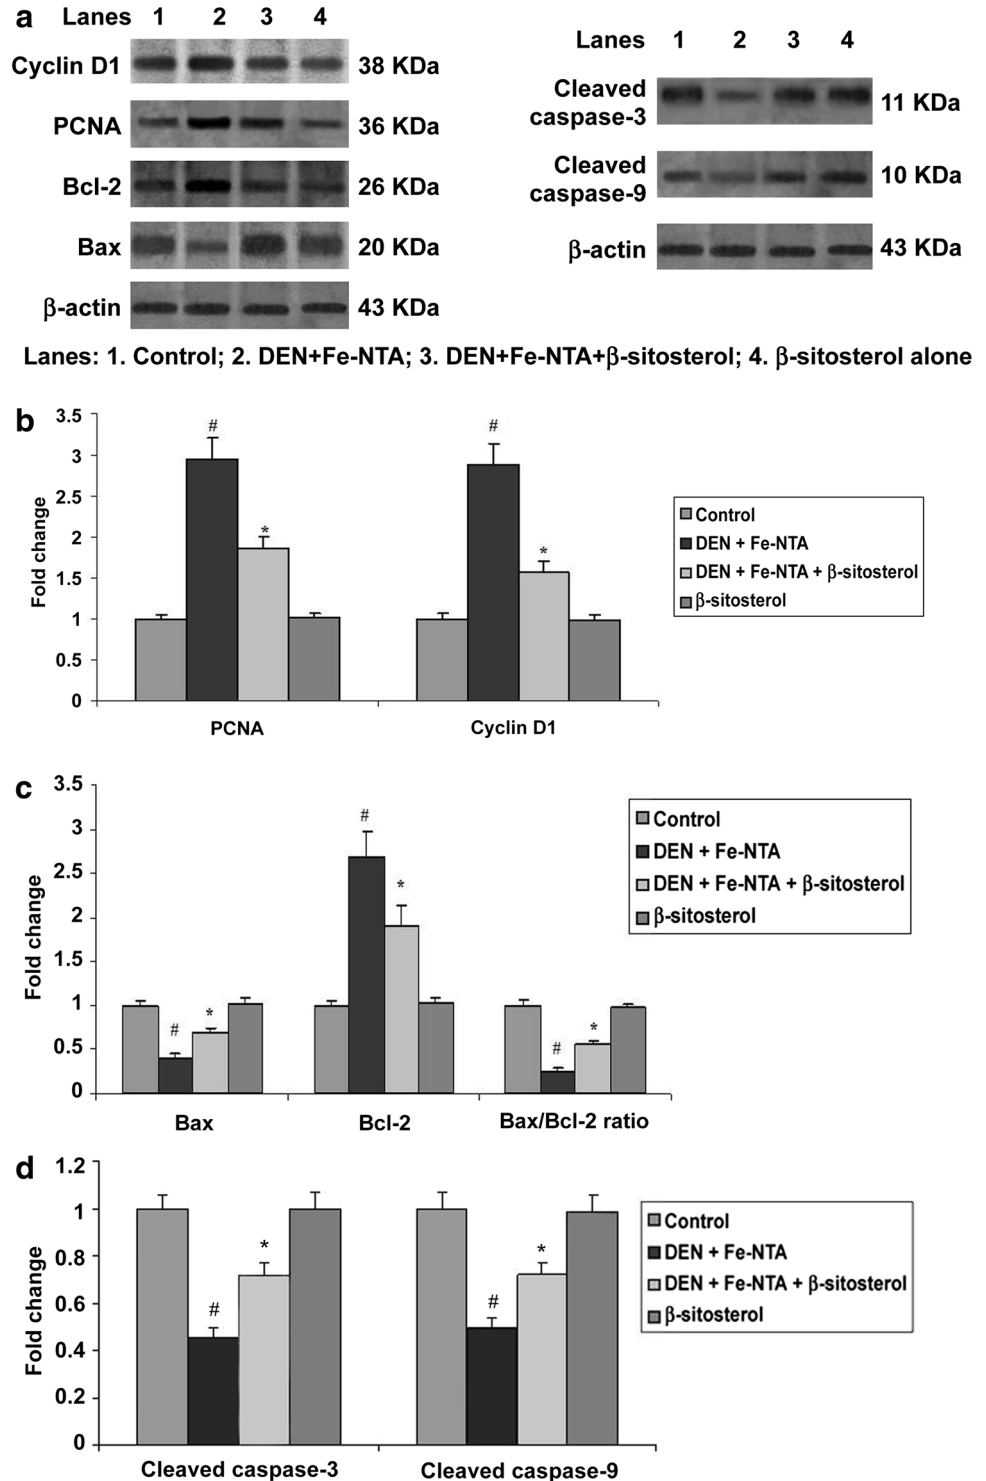 a
Lanes 1 2 3 4
Cyclin D1 38 KDa
PCNA 36 KDa
Bcl-2 26 KDa
Bax 20 KDa
β-actin 43 KDa
Lanes 1 2 3 4
Cleaved
caspase-3 11 KDa
Cleaved
caspase-9 10 KDa
β-actin 43 KDa
Lanes: 1. Control; 2. DEN+Fe-NTA; 3. DEN+Fe-NTA+β-sitosterol; 4. β-sitosterol alone
b
Fold change
3.5
3
2.5
2
1.5
1
0.5
0
# * # *
PCNA Cyclin D1
Control
DEN + Fe-NTA
DEN + Fe-NTA + β-sitosterol
β-sitosterol
c
Fold change
3.5
3
2.5
2
1.5
1
0.5
0
# * # * # *
Bax Bcl-2 Bax/Bcl-2 ratio
Control
DEN + Fe-NTA
DEN + Fe-NTA + β-sitosterol
β-sitosterol
d
Fold change
1.2
1
0.8
0.6
0.4
0.2
0
# * # *
Cleaved caspase-3 Cleaved caspase-9
Control
DEN + Fe-NTA
DEN + Fe-NTA + β-sitosterol
β-sitosterol